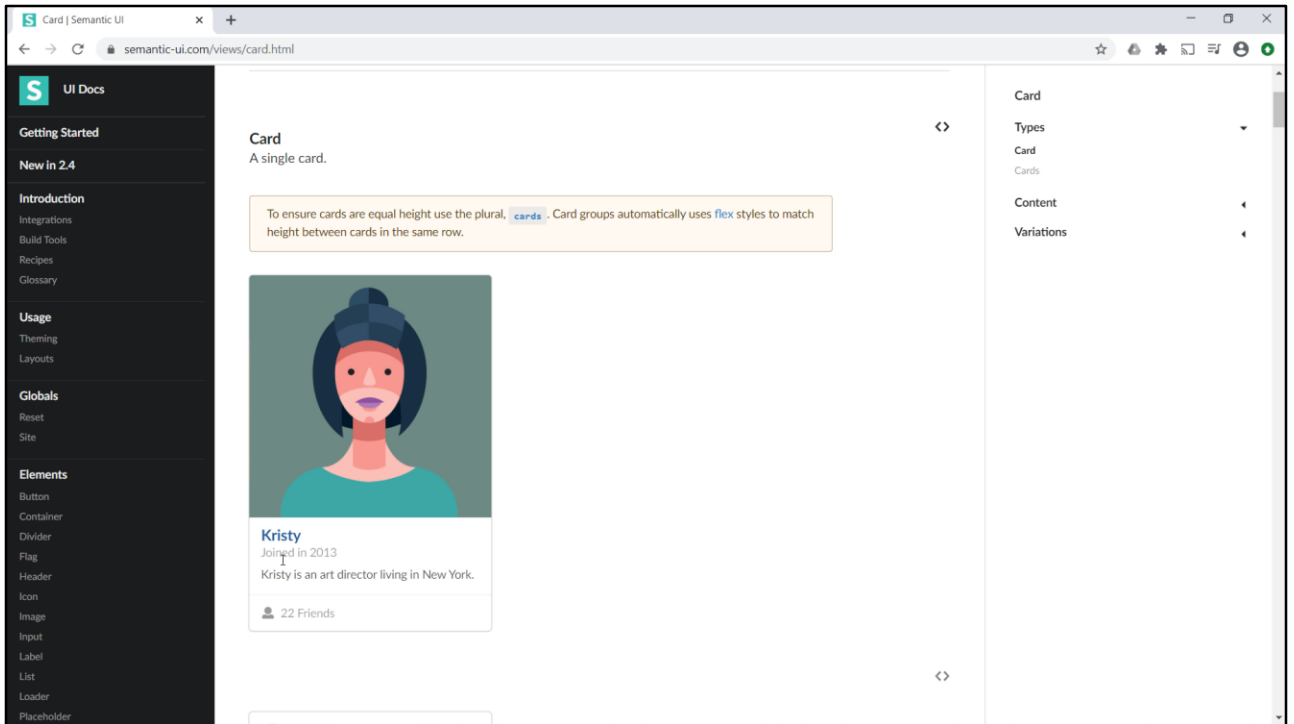 S Card | Semantic UI
semantic-ui.com/views/card.html
S UI Docs
Getting Started
New in 2.4
Introduction
Integrations
Build Tools
Recipes
Glossary
Usage
Theming
Layouts
Globals
Reset
Site
Elements
Button
Container
Divider
Flag
Header
Icon
Image
Input
Label
List
Loader
Placeholder
Card
A single card.
To ensure cards are equal height use the plural, cards . Card groups automatically uses flex styles to match
height between cards in the same row.
Kristy
Joined in 2013
Kristy is an art director living in New York.
22 Friends
Card
Types
Card
Cards
Content
Variations